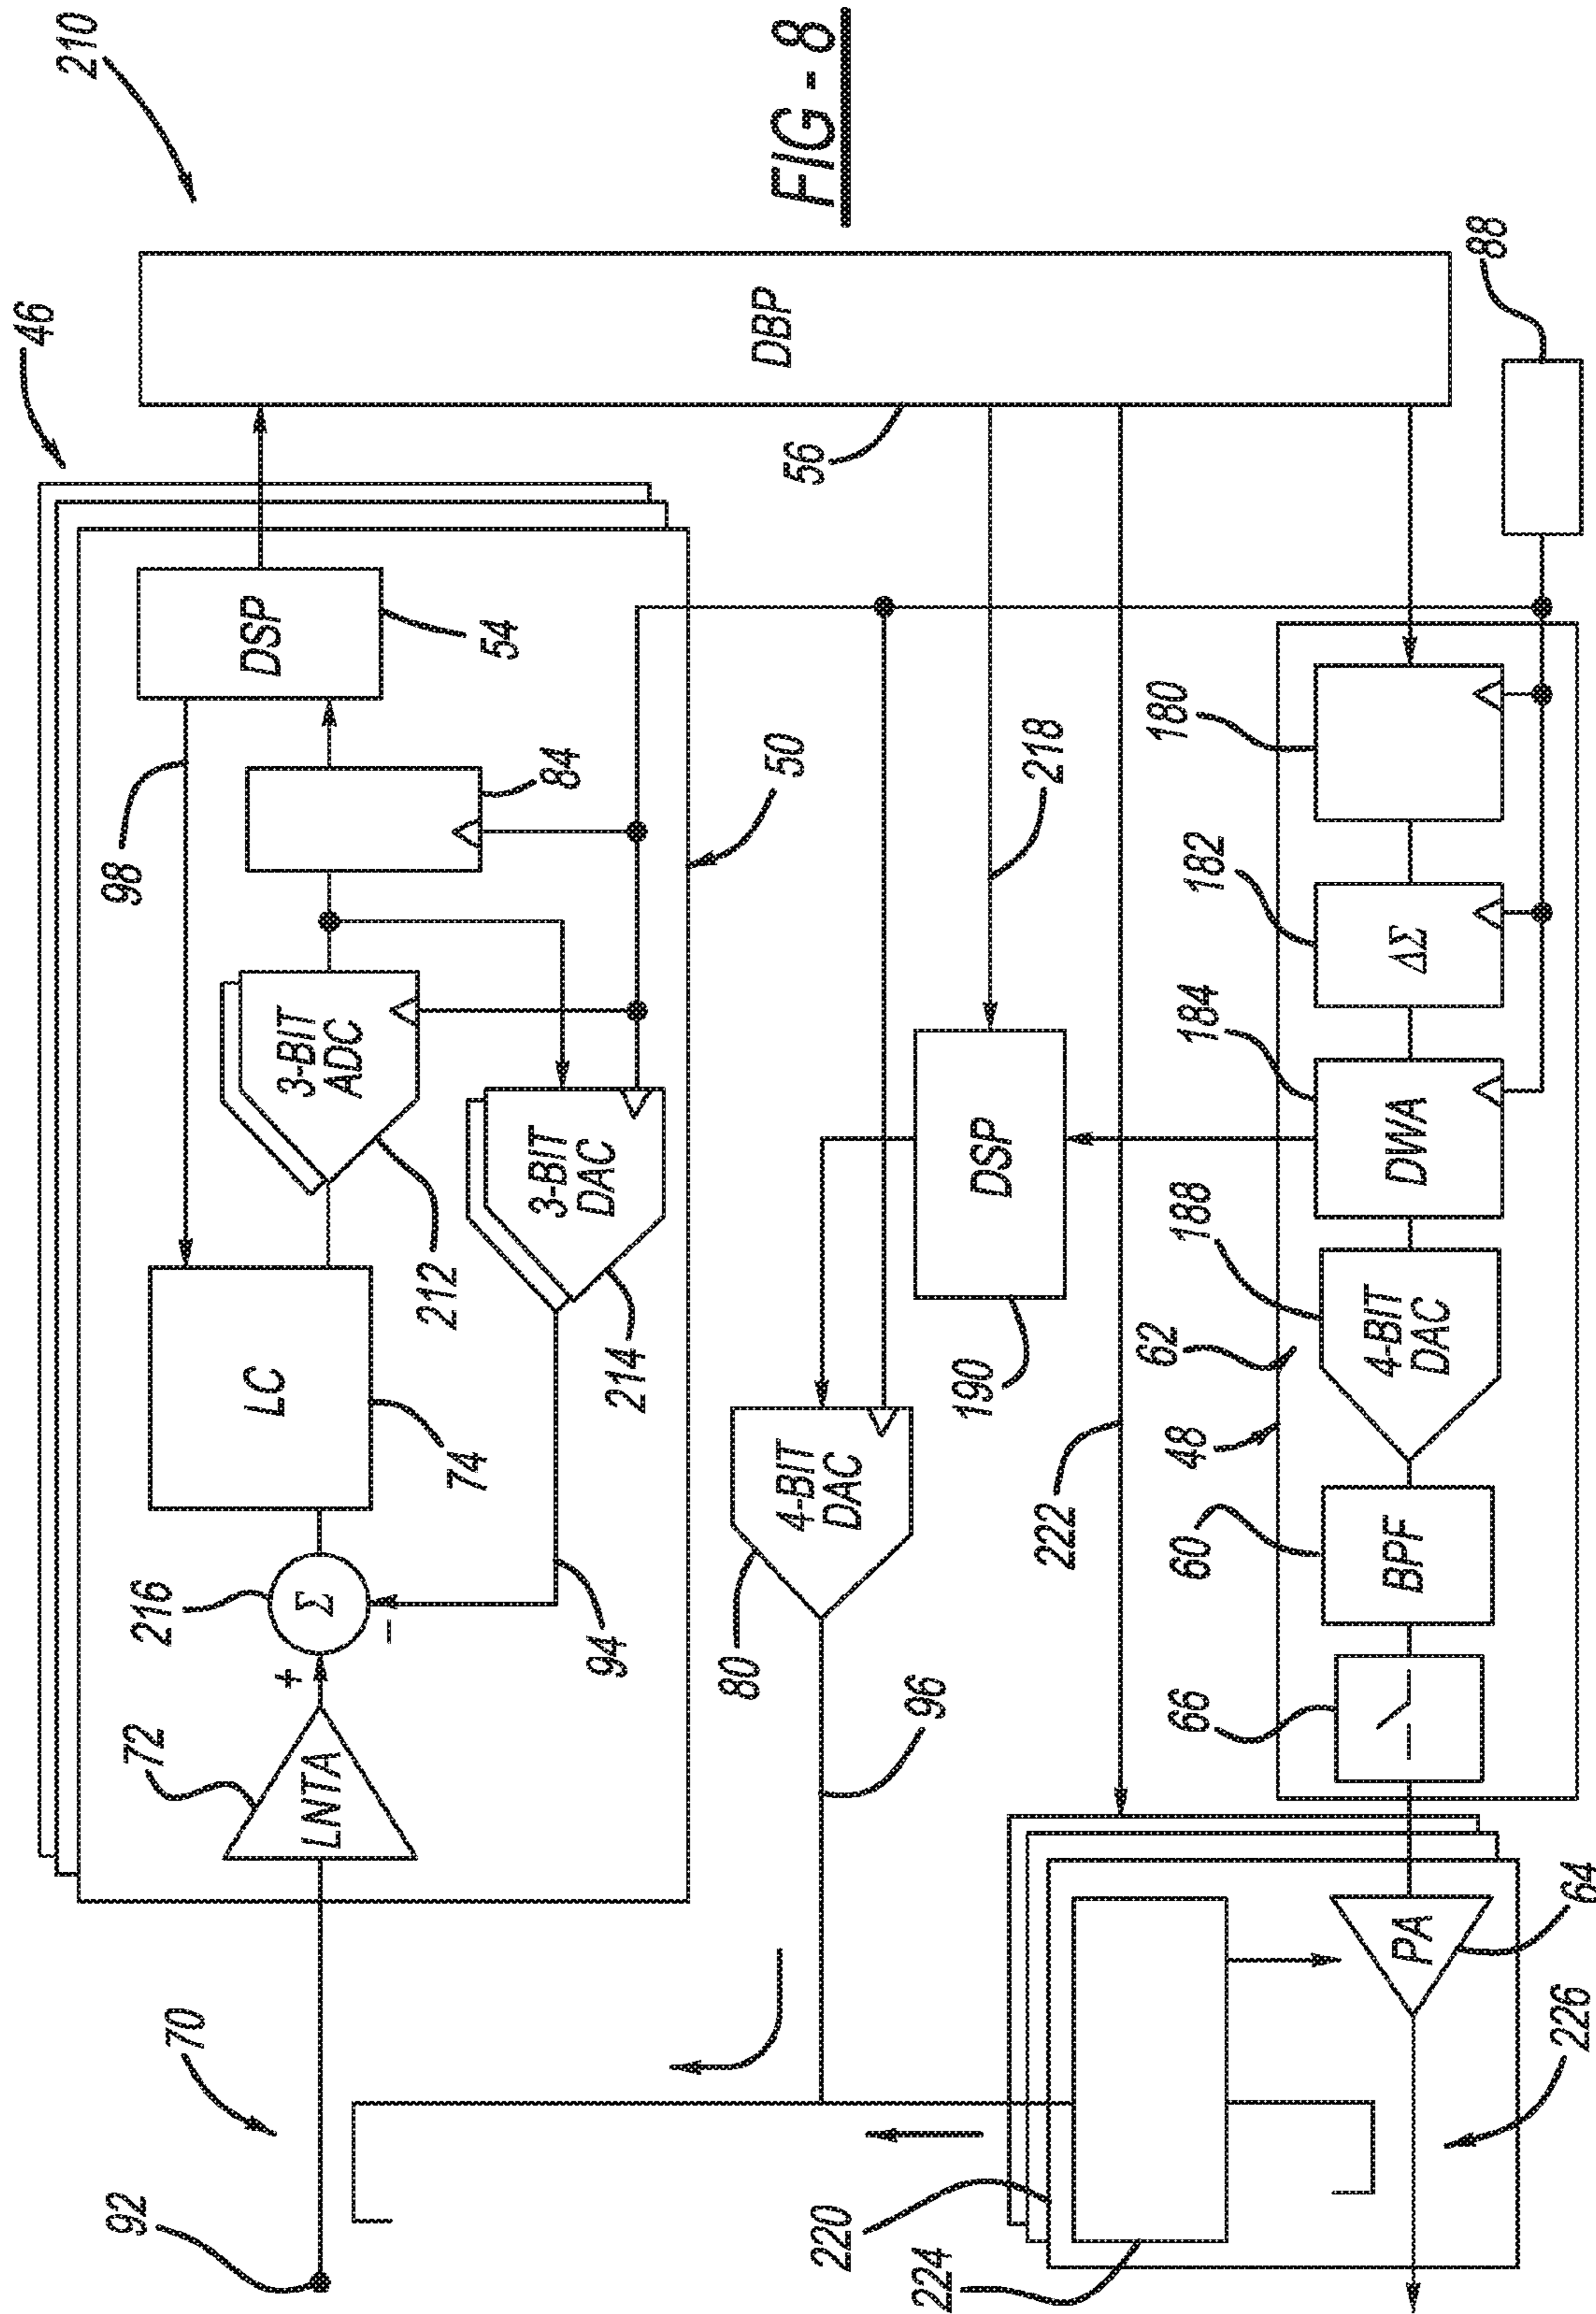 210
46
98
LC
74
DSP
54
84
3-BIT
ADC
212
3-BIT
DAC
214
216
Σ
+
−
72
LNTA
94
50
92
70
DBP
56
FIG - 8
88
218
DSP
190
4-BIT
DAC
80
96
222
180
182
ΔΣ
184
DWA
188
4-BIT
DAC
62
48
60
BPF
66
220
224
PA
64
226